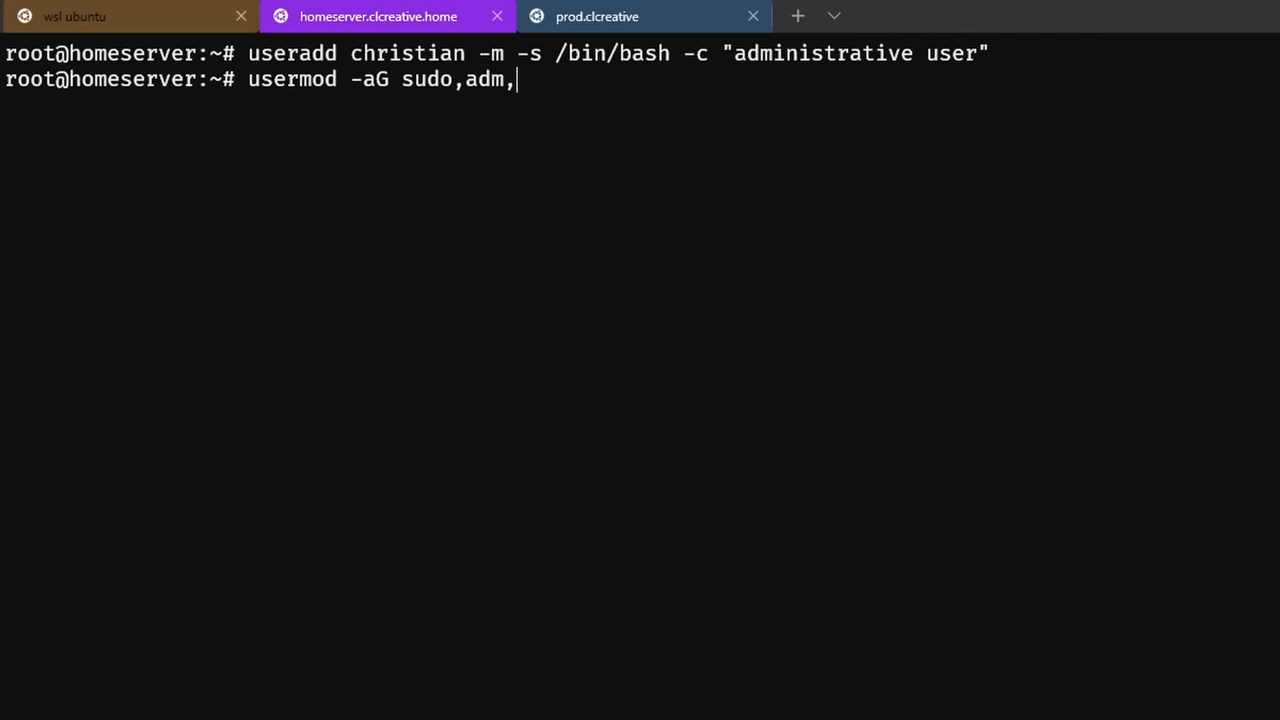 wsl ubuntu
homeserver.clcreative.home
prod.clcreative
root@homeserver:~# useradd christian -m -s /bin/bash -c "administrative user"
root@homeserver:~# usermod -aG sudo,adm,